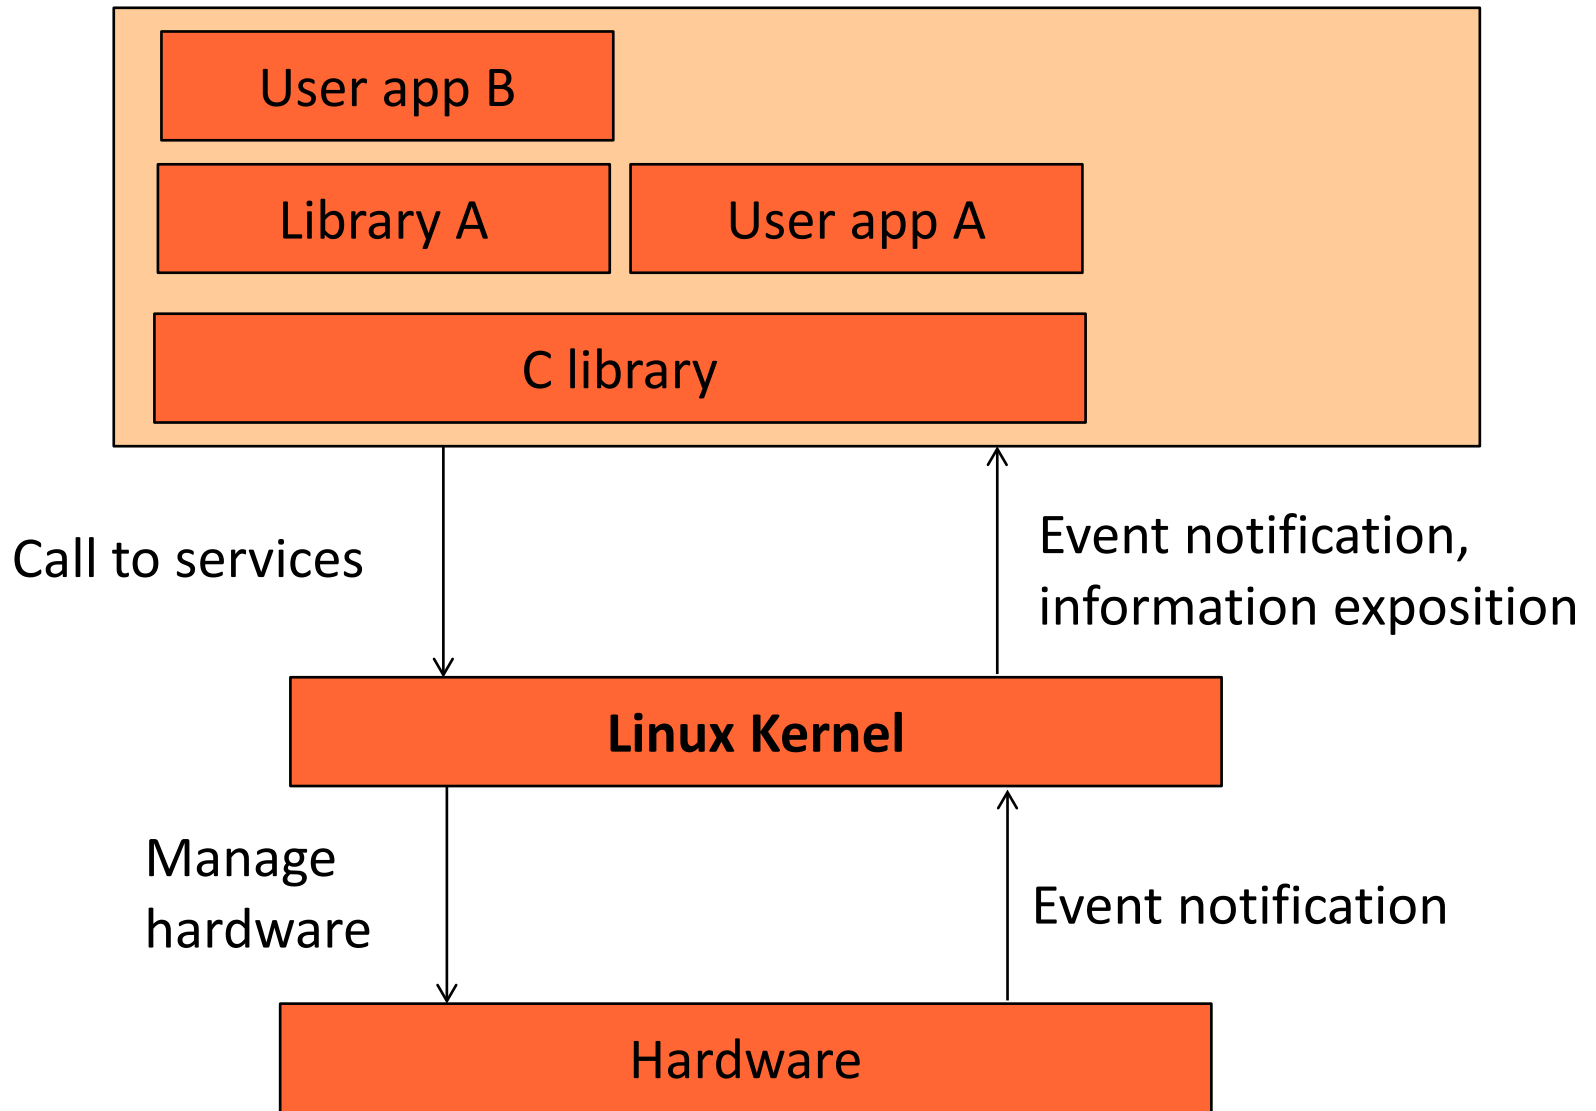 User app B
Library A
User app A
C library
Call to services
Event notification,
information exposition
Linux Kernel
Manage
hardware
Event notification
Hardware